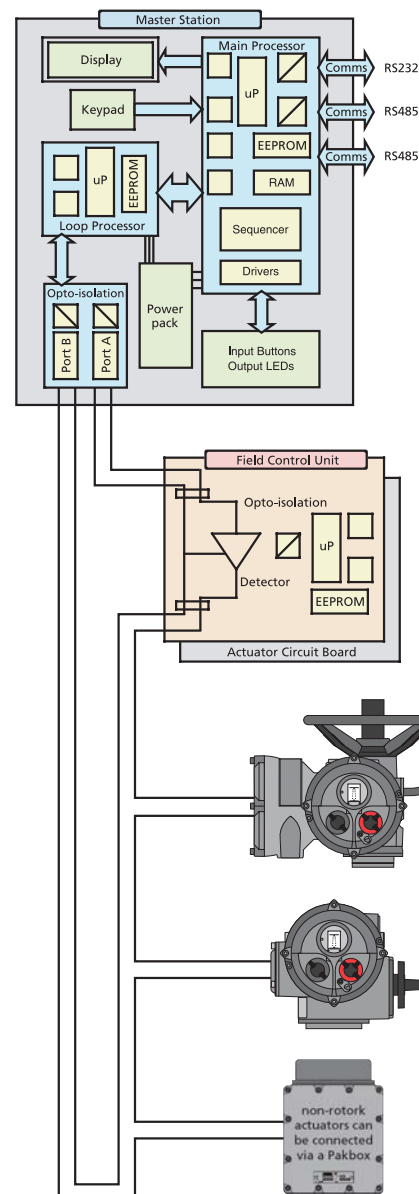 Master Station
Display
Keypad
Main Processor
uP
EEPROM
RAM
Sequencer
Drivers
Comms
RS232
Comms
RS485
Comms
RS485
uP
EEPROM
Loop Processor
Opto-isolation
Port B
Port A
Power
pack
Input Buttons
Output LEDs
Field Control Unit
Opto-isolation
uP
Detector
EEPROM
Actuator Circuit Board
non-rotork
actuators can
be connected
via a Pakbox